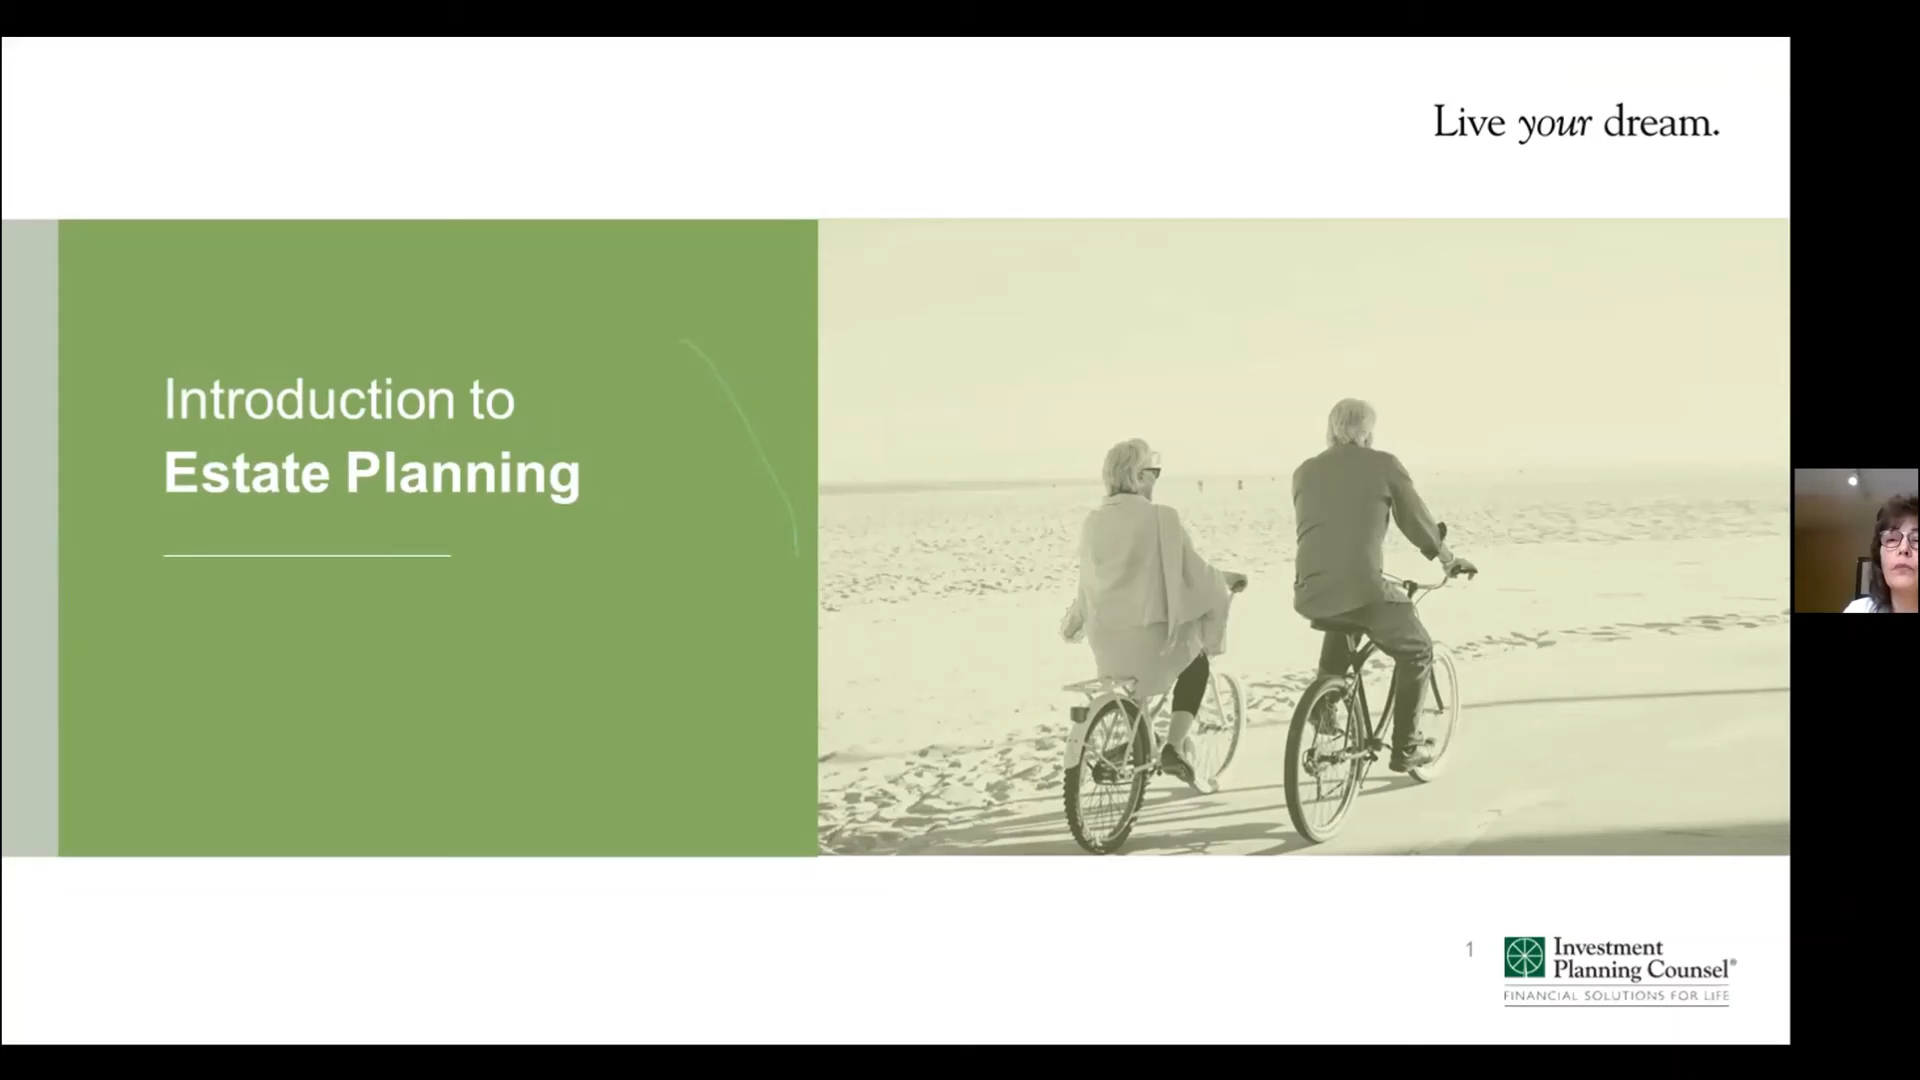 Live your dream.
Introduction to
Estate Planning
1
Investment
Planning Counsel®
FINANCIAL SOLUTIONS FOR LIFE